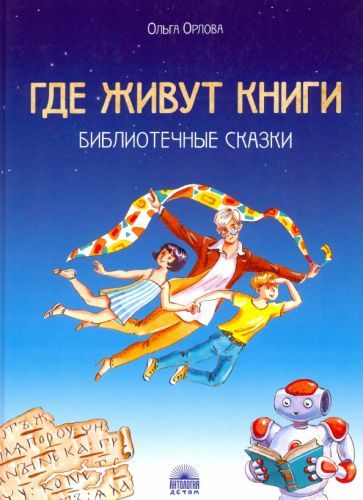 Ольга Орлова
ГДЕ ЖИВУТ КНИГИ
БИБЛИОТЕЧНЫЕ СКАЗКИ
АНТОЛОГИЯ
ДЕТЯМ